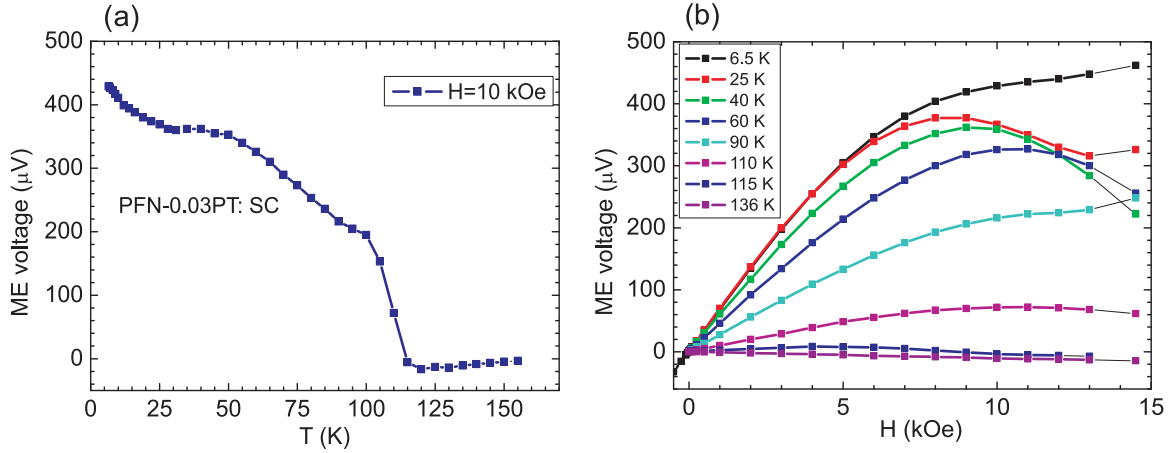 (a)
500
400
300
200
100
0
-100
ME voltage (μV)
H=10 kOe
PFN-0.03PT: SC
0 25 50 75 100 125 150
T (K)
(b)
500
400
300
200
100
0
ME voltage (μV)
6.5 K
25 K
40 K
60 K
90 K
110 K
115 K
136 K
0 5 10 15
H (kOe)